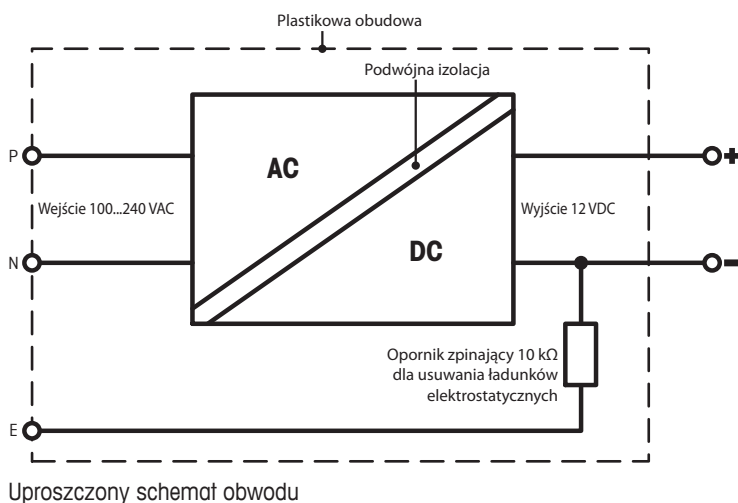 Plastikowa obudowa
Podwójna izolacja
P
AC
Wejście 100...240 VAC
Wyjście 12 VDC
DC
N
Opornik zpinający 10 kΩ
dla usuwania ładunków
elektrostatycznych
E
Uproszczony schemat obwodu